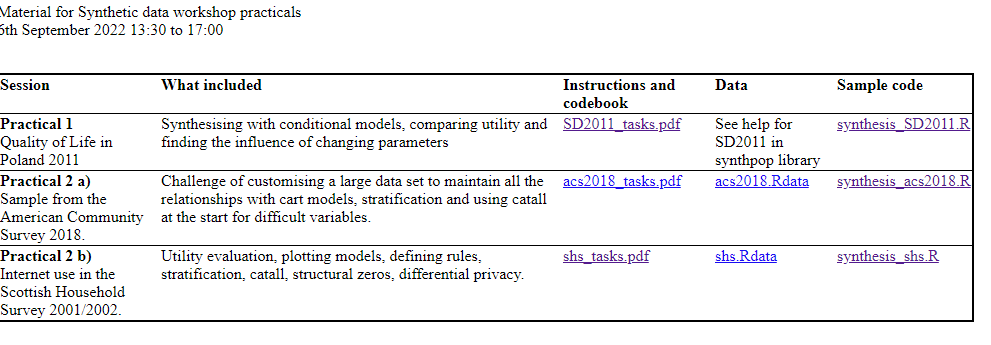 Material for Synthetic data workshop practicals
6th September 2022 13:30 to 17:00
Session
What included
Instructions and
codebook
Data
Sample code
Practical 1
Quality of Life in
Poland 2011
Synthesising with conditional models, comparing utility and
finding the influence of changing parameters
SD2011_tasks.pdf
See help for
SD2011 in
synthpop library
synthesis_SD2011.R
Practical 2 a)
Sample from the
American Community
Survey 2018.
Challenge of customising a large data set to maintain all the
relationships with cart models, stratification and using catall
at the start for difficult variables.
acs2018_tasks.pdf
acs2018.Rdata
synthesis_acs2018.R
Practical 2 b)
Internet use in the
Scottish Household
Survey 2001/2002.
Utility evaluation, plotting models, defining rules,
stratification, catall, structural zeros, differential privacy.
shs_tasks.pdf
shs.Rdata
synthesis_shs.R